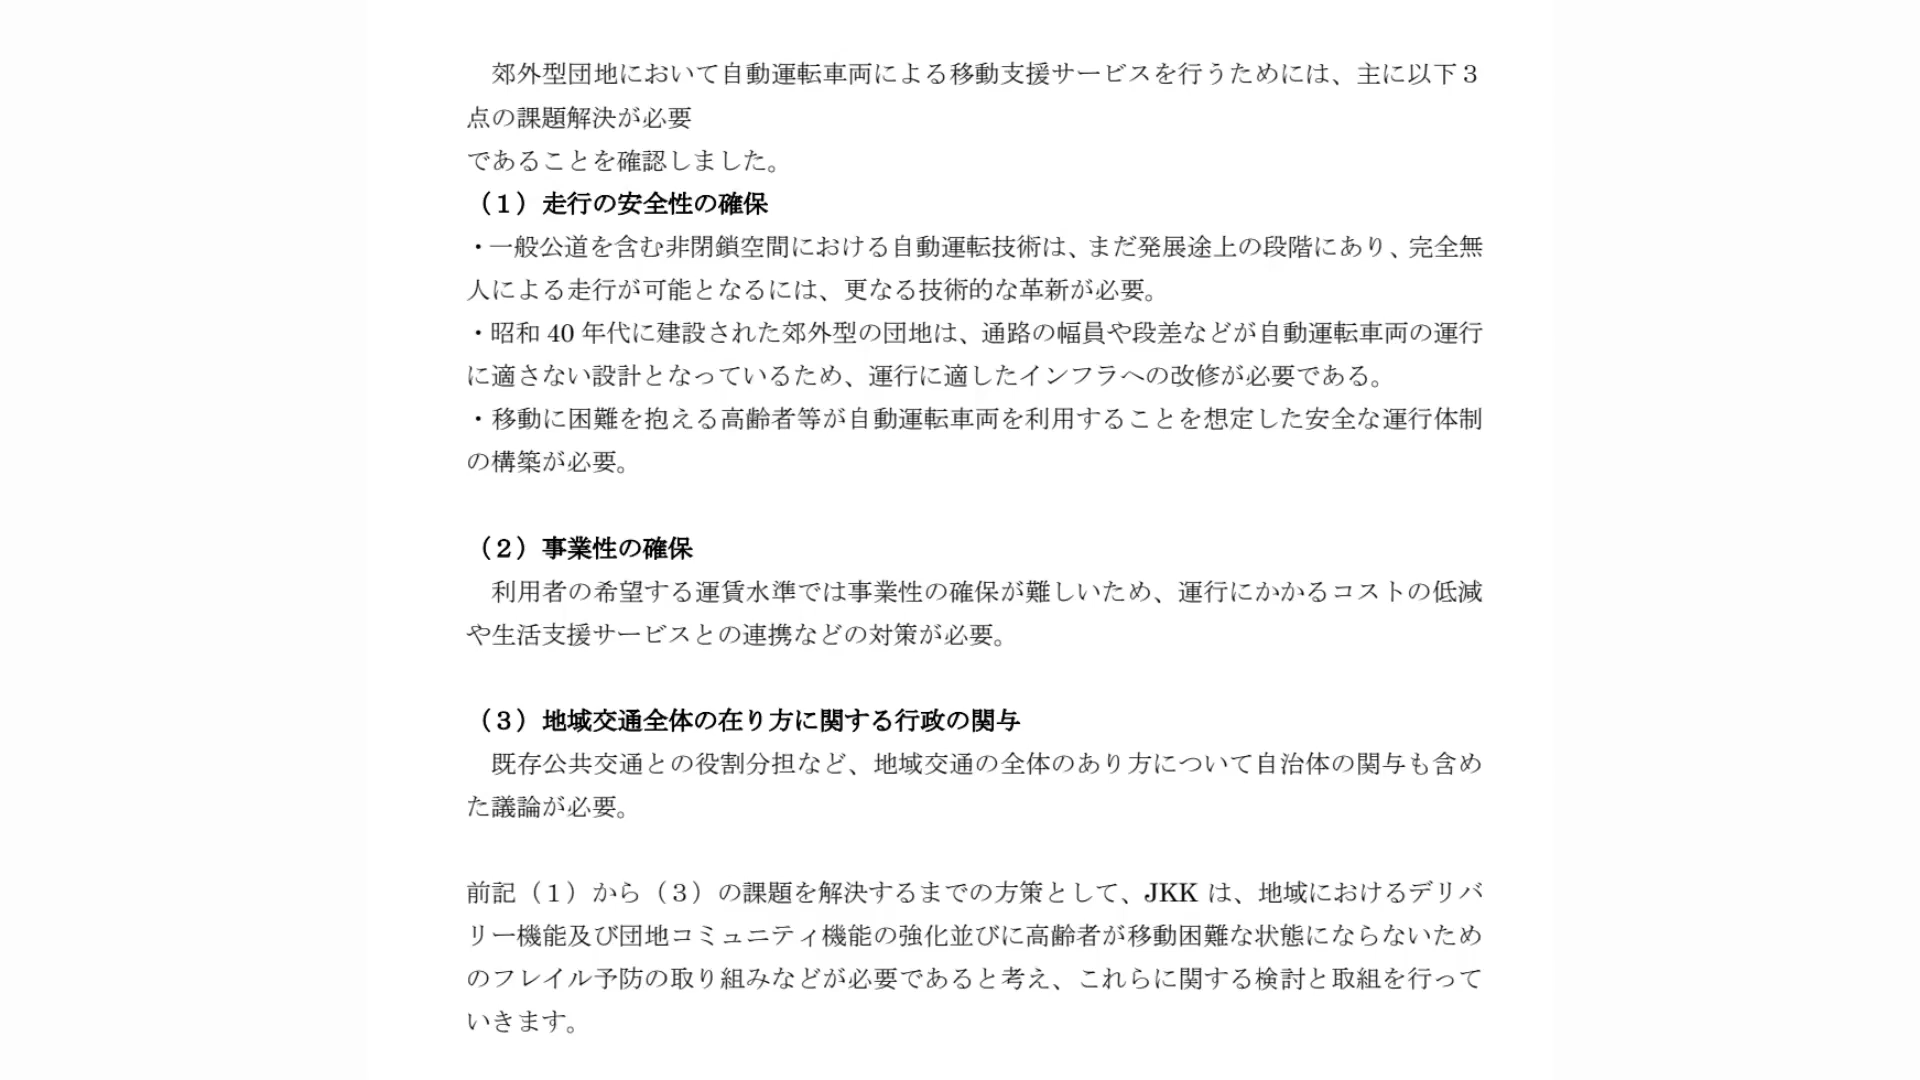 郊外型団地において自動運転車両による移動支援サービスを行うためには、主に以下３
点の課題解決が必要
であることを確認しました。
（１）走行の安全性の確保
・一般公道を含む非閉鎖空間における自動運転技術は、まだ発展途上の段階にあり、完全無
人による走行が可能となるには、更なる技術的な革新が必要。
・昭和 40 年代に建設された郊外型の団地は、通路の幅員や段差などが自動運転車両の運行
に適さない設計となっているため、運行に適したインフラへの改修が必要である。
・移動に困難を抱える高齢者等が自動運転車両を利用することを想定した安全な運行体制
の構築が必要。
（２）事業性の確保
利用者の希望する運賃水準では事業性の確保が難しいため、運行にかかるコストの低減
や生活支援サービスとの連携などの対策が必要。
（３）地域交通全体の在り方に関する行政の関与
既存公共交通との役割分担など、地域交通の全体のあり方について自治体の関与も含め
た議論が必要。
前記（１）から（３）の課題を解決するまでの方策として、JKK は、地域におけるデリバ
リー機能及び団地コミュニティ機能の強化並びに高齢者が移動困難な状態にならないため
のフレイル予防の取り組みなどが必要であると考え、これらに関する検討と取組を行って
いきます。